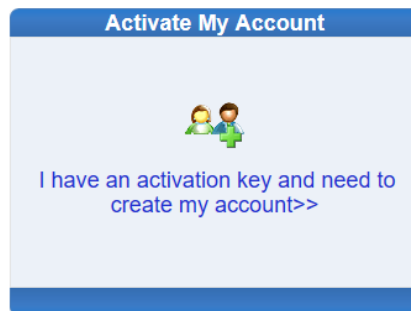 Activate My Account
I have an activation key and need to
create my account>>